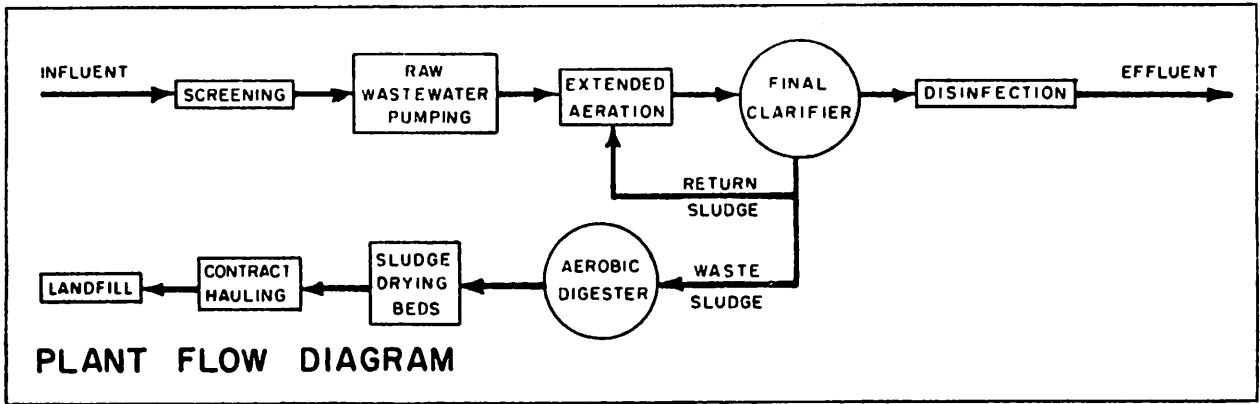 INFLUENT
SCREENING
RAW
WASTEWATER
PUMPING
EXTENDED
AERATION
FINAL
CLARIFIER
DISINFECTION
EFFLUENT
RETURN
SLUDGE
WASTE
SLUDGE
AEROBIC
DIGESTER
SLUDGE
DRYING
BEDS
CONTRACT
HAULING
LANDFILL
PLANT FLOW DIAGRAM